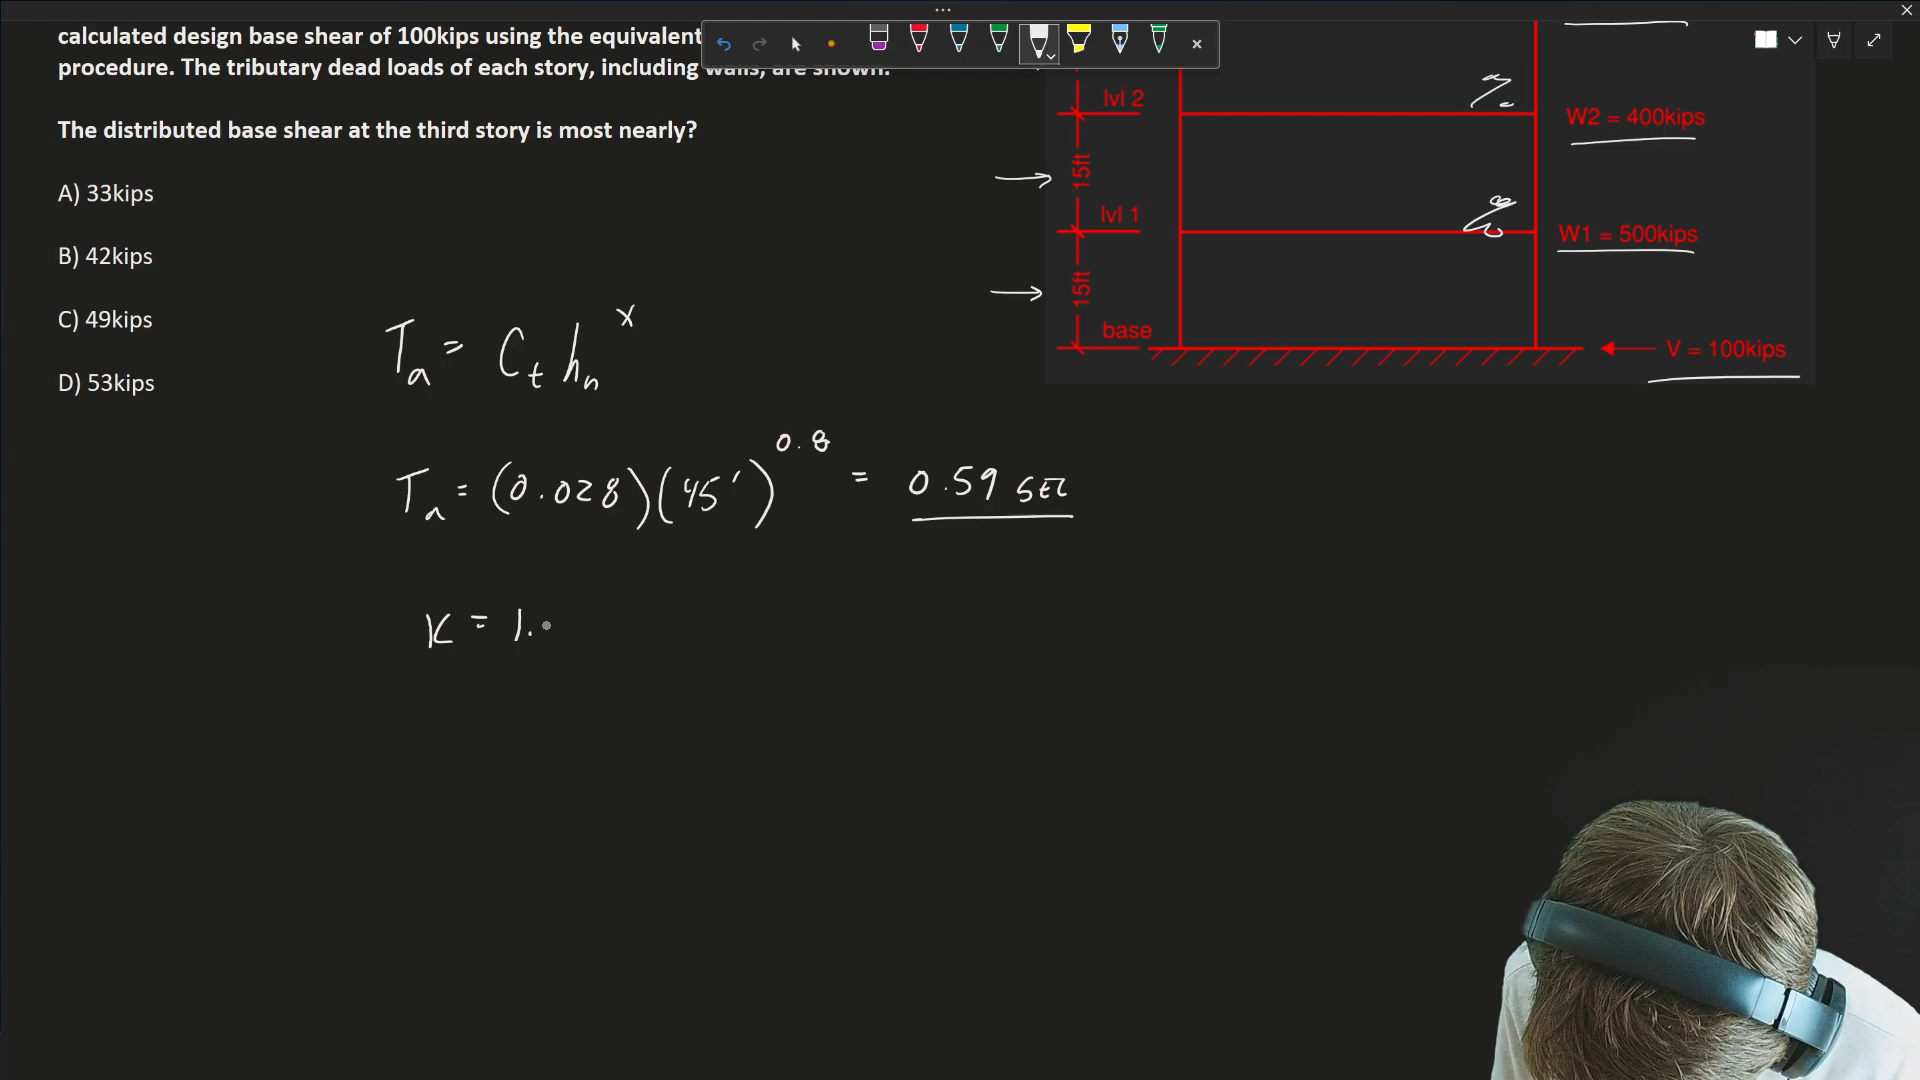 calculated design base shear of 100kips using the equivalent
procedure. The tributary dead loads of each story, including walls, are shown.
The distributed base shear at the third story is most nearly?
A) 33kips
B) 42kips
C) 49kips
D) 53kips
lvl 2
W2 = 400kips
15ft
lvl 1
W1 = 500kips
15ft
base
V = 100kips
Ta = Ct hn^x
Ta = (0.028)(45')^0.8 = 0.59 SEC
K = 1.